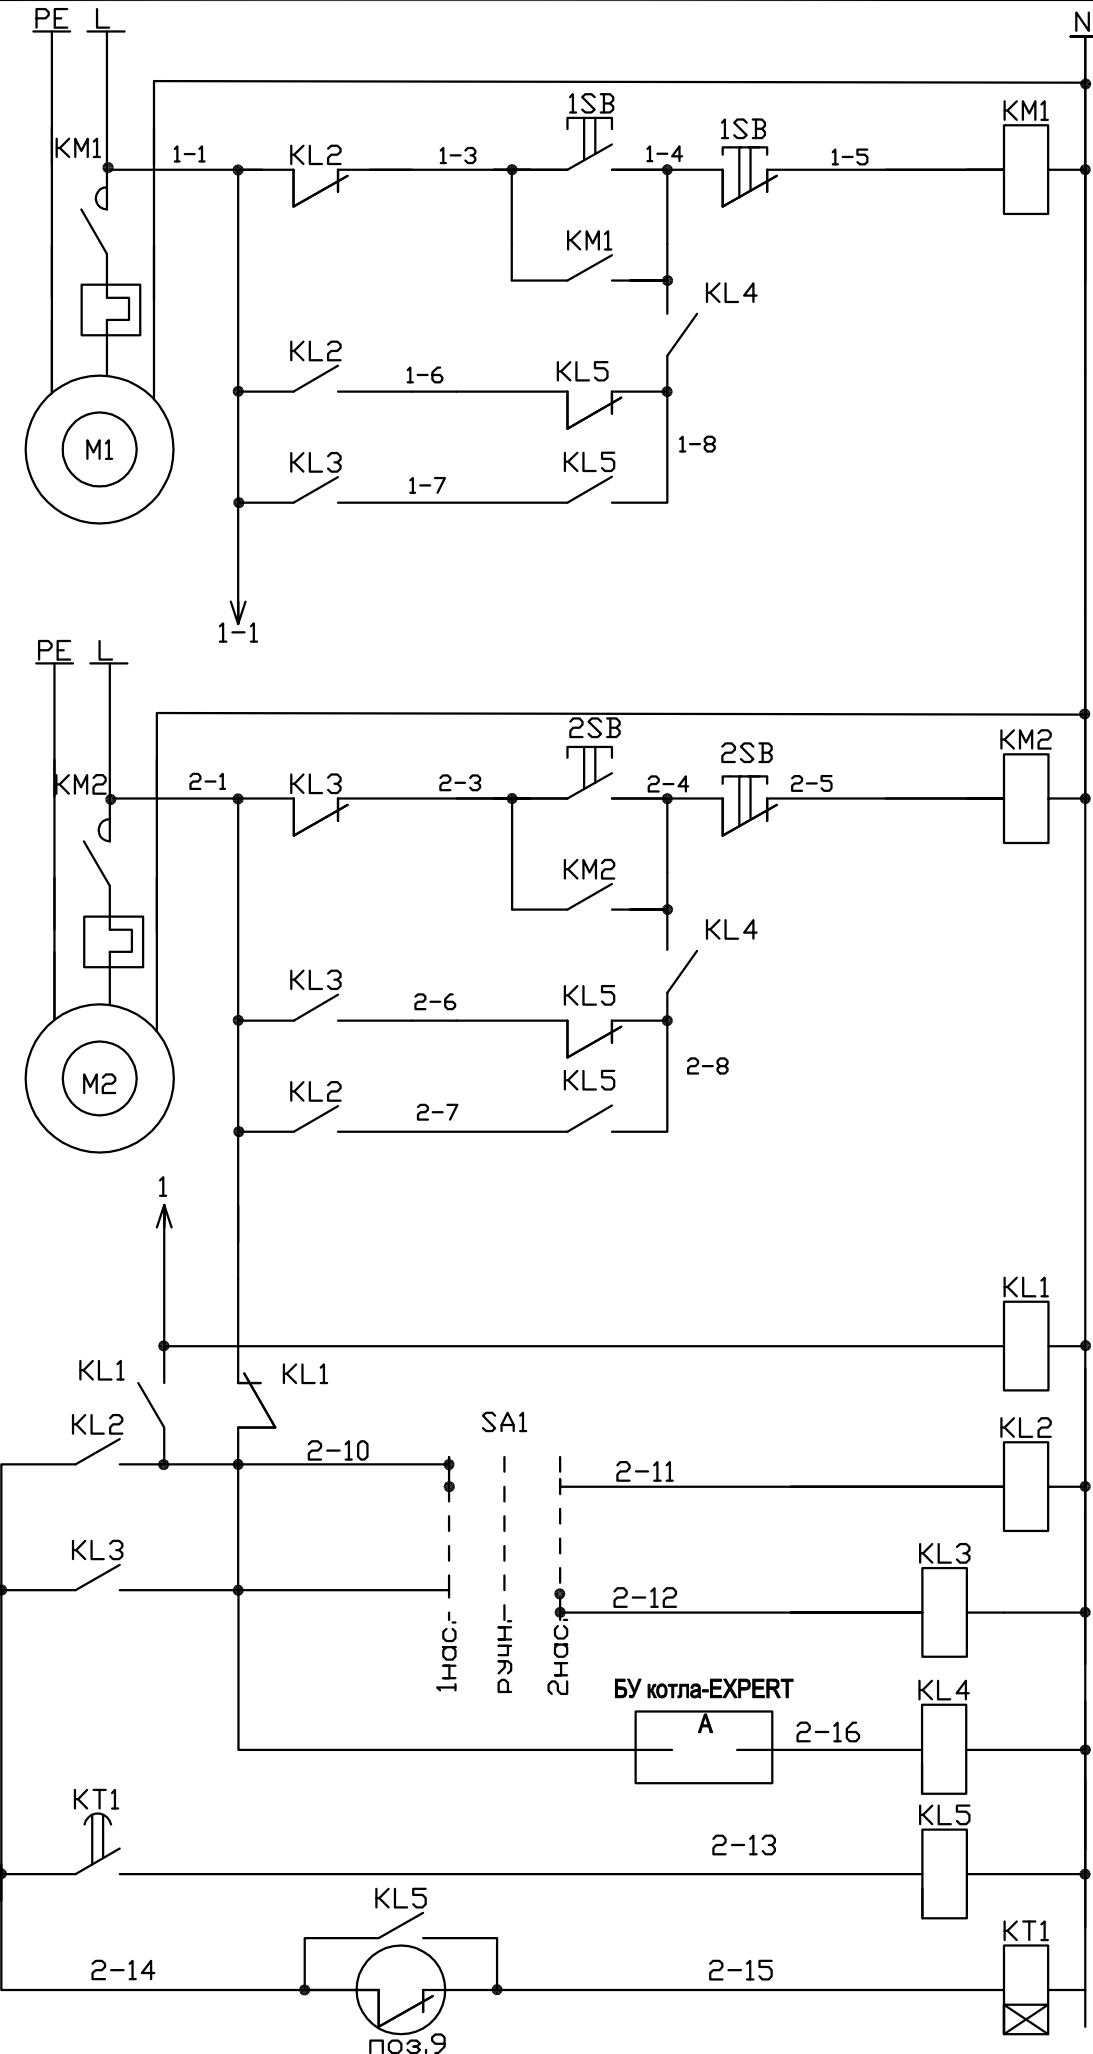 PE L N
1SB
KM1
1SB
KM1 1-1 KL2 1-3 1-4 1-5
KM1
KL4
KL2 1-6 KL5
M1
1-8
KL3 1-7 KL5
1-1
PE L
2SB
KM2
2SB
KM2 2-1 KL3 2-3 2-4 2-5
KM2
KL4
KL3 2-6 KL5
2-8
M2
KL2 2-7 KL5
1
KL1
KL1 KL1
KL2 SA1 KL2
2-10
2-11
KL3 KL3
2-12
1нас.
ручн.
2нас.
БУ котла-EXPERT KL4
A 2-16
KT1 KL5
2-13
KL5
KT1
2-14 2-15
поз.9